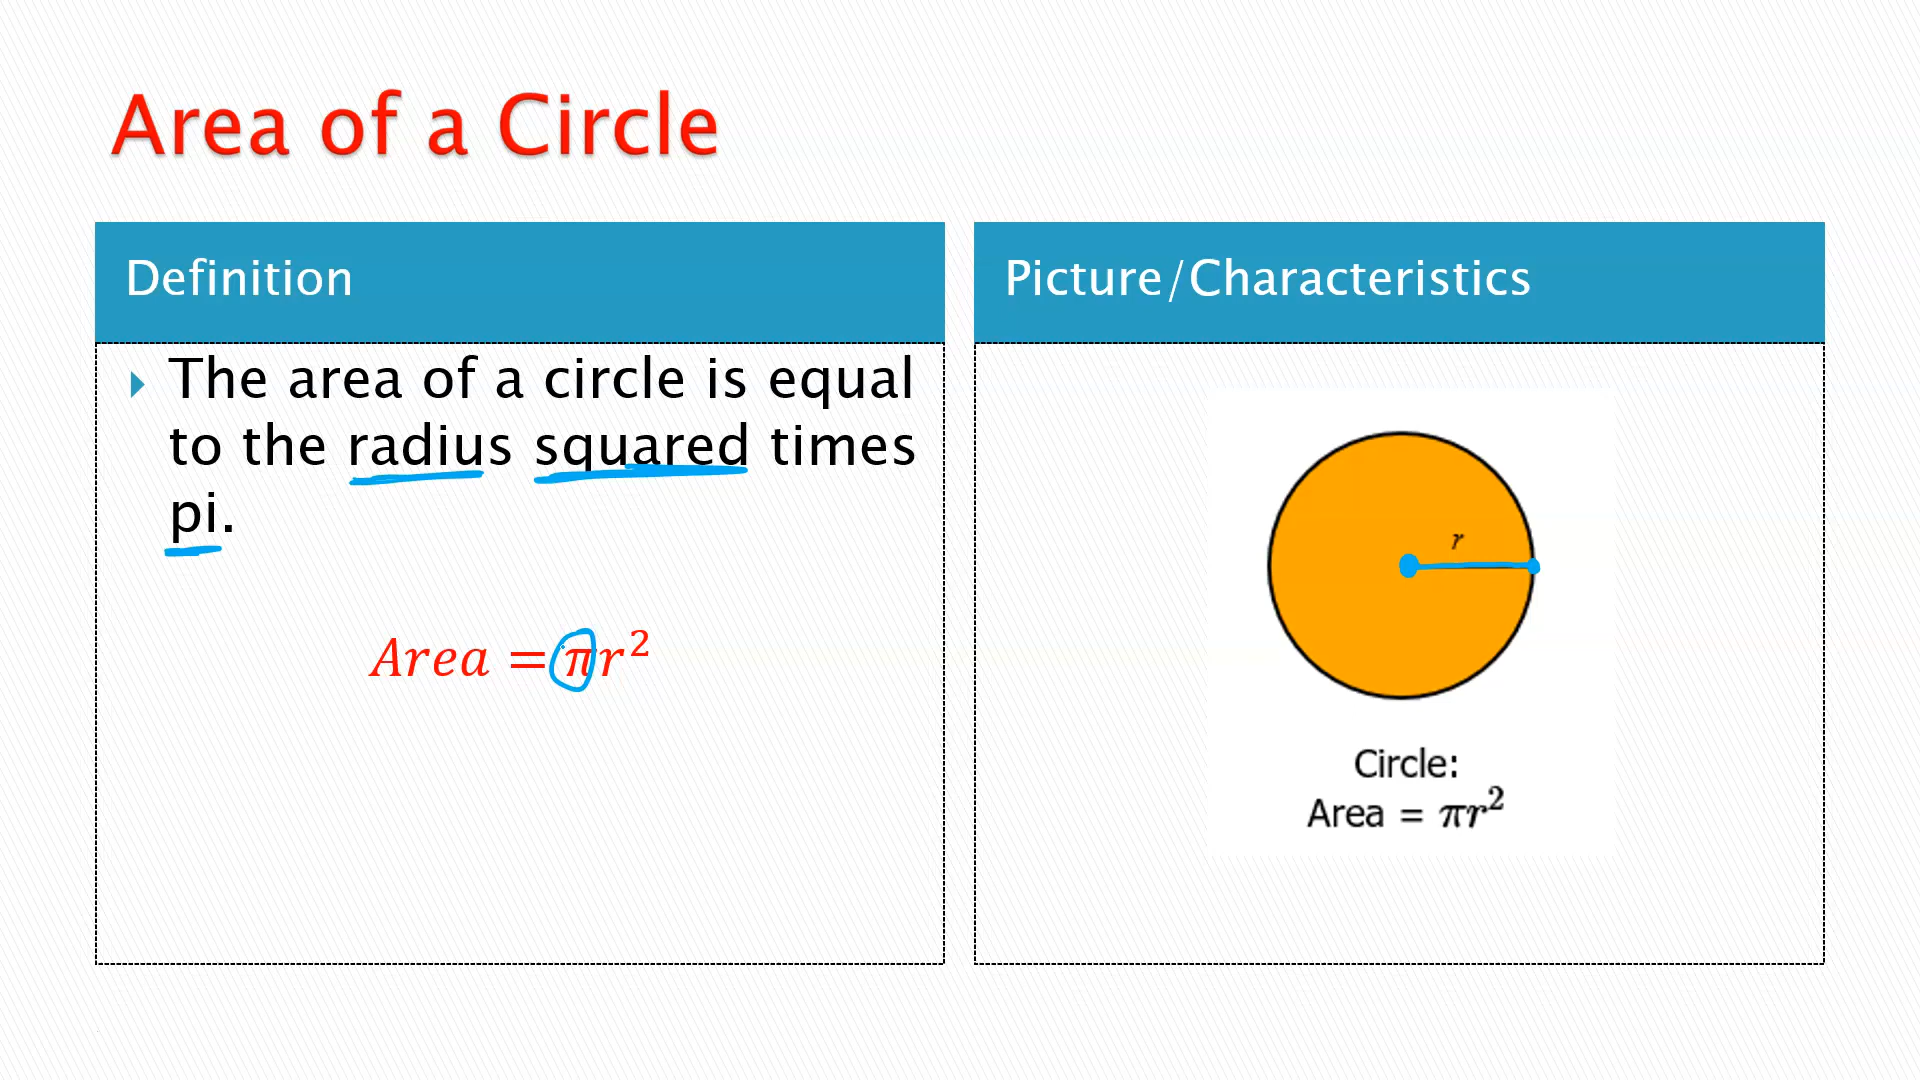 Area of a Circle
Definition
The area of a circle is equal
to the radius squared times
pi.
Area = πr²
Picture/Characteristics
r
Circle:
Area = πr²